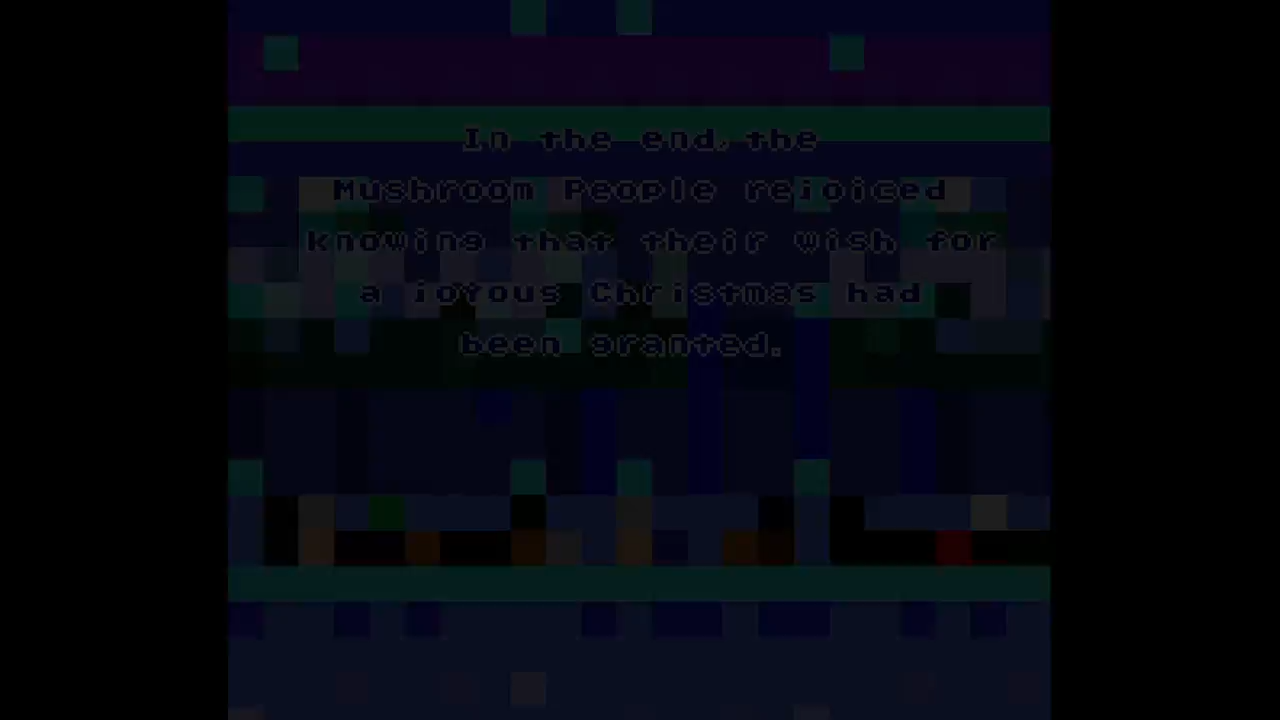 In the end, the
Mushroom People rejoiced
knowing that their wish for
a joyous Christmas had
been granted.